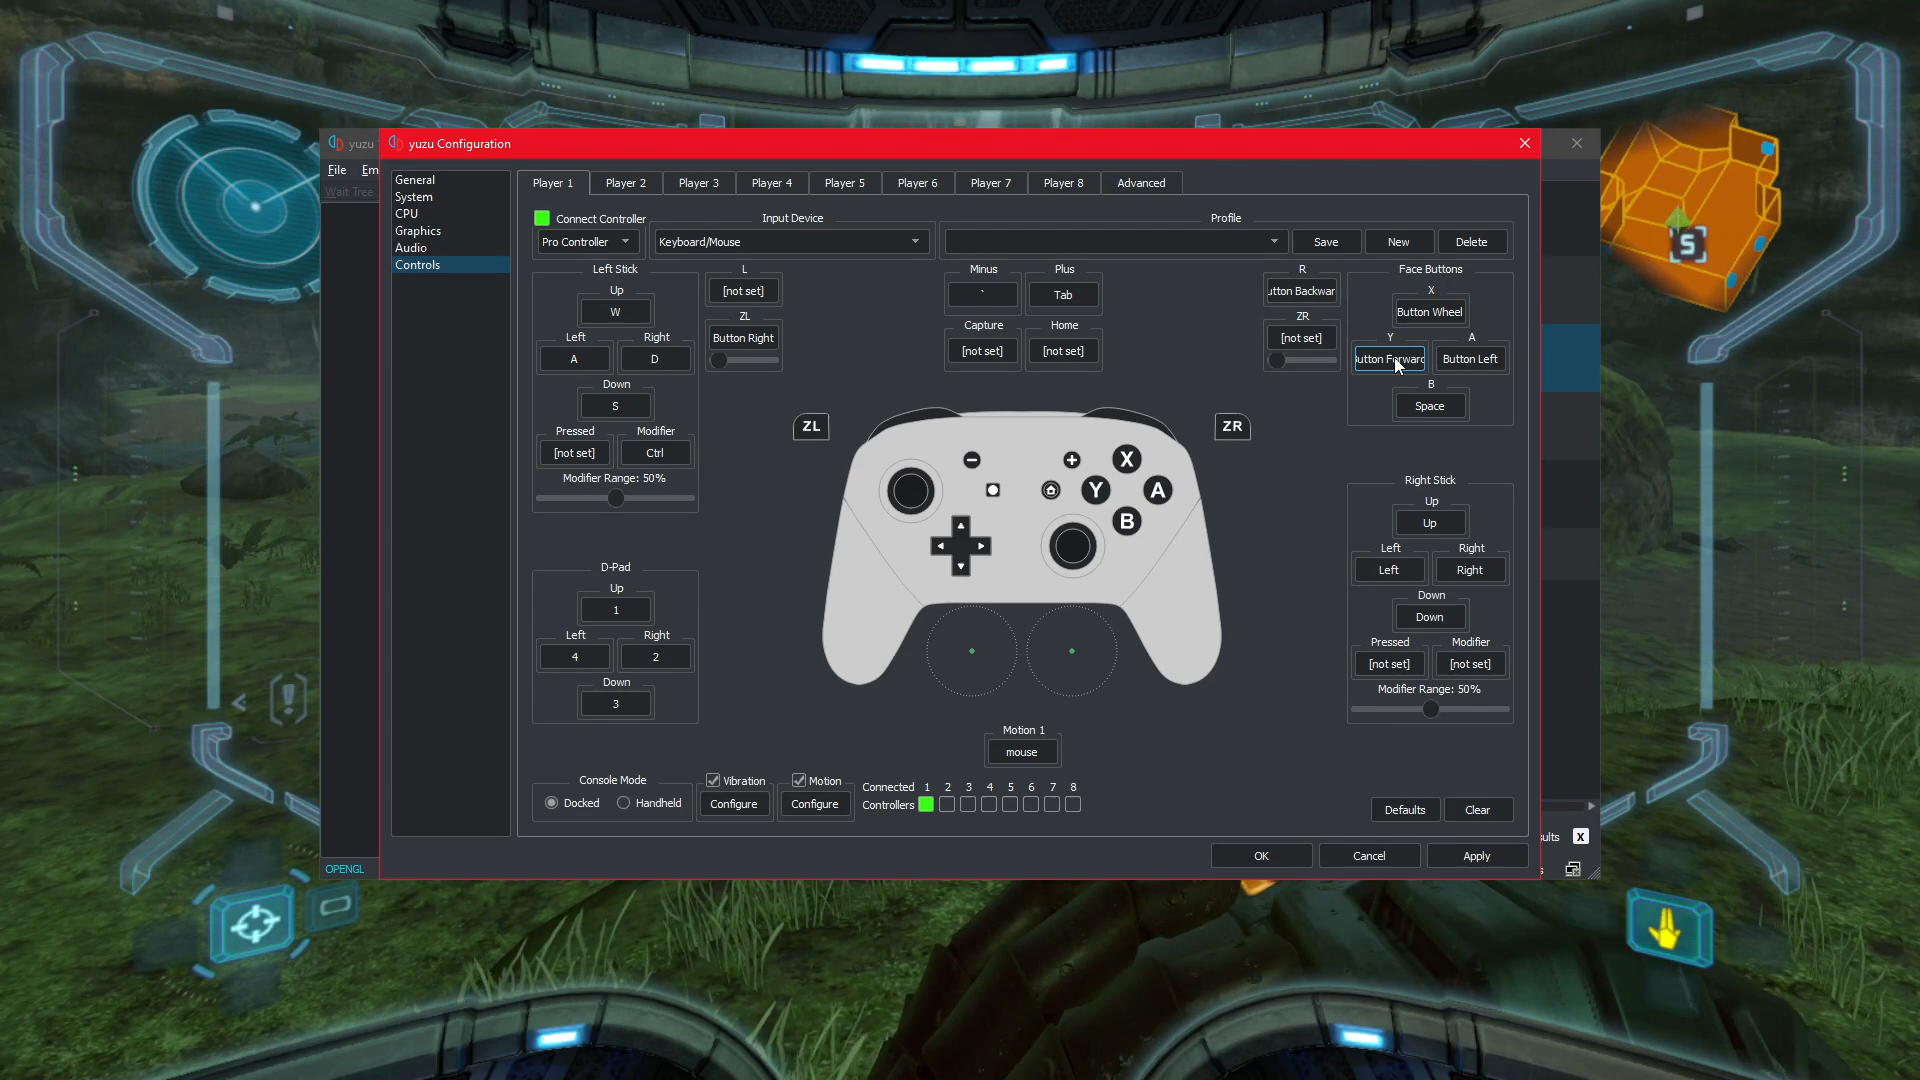 yuzu
yuzu Configuration
File Em
Wait Tree
General
System
CPU
Graphics
Audio
Controls
Player 1 Player 2 Player 3 Player 4 Player 5 Player 6 Player 7 Player 8 Advanced
Connect Controller Input Device Profile
Pro Controller Keyboard/Mouse Save New Delete
Left Stick L Minus Plus R Face Buttons
Up [not set] ` Tab utton Backwar X
W Button Wheel
ZL Capture Home ZR
Left Right Button Right [not set] [not set] [not set] Y A
A D utton Forward Button Left
Down B
S Space
Pressed Modifier
[not set] Ctrl
Modifier Range: 50%
ZL ZR
X
Y A
B
S
Right Stick
Up
Up
Left Right
Left Right
Down
Down
Pressed Modifier
[not set] [not set]
Modifier Range: 50%
D-Pad
Up
1
Left Right
4 2
Down
3
Motion 1
mouse
Console Mode Vibration Motion Connected 1 2 3 4 5 6 7 8
Docked Handheld Configure Configure Controllers
Defaults Clear
OK Cancel Apply
ults X
OPENGL